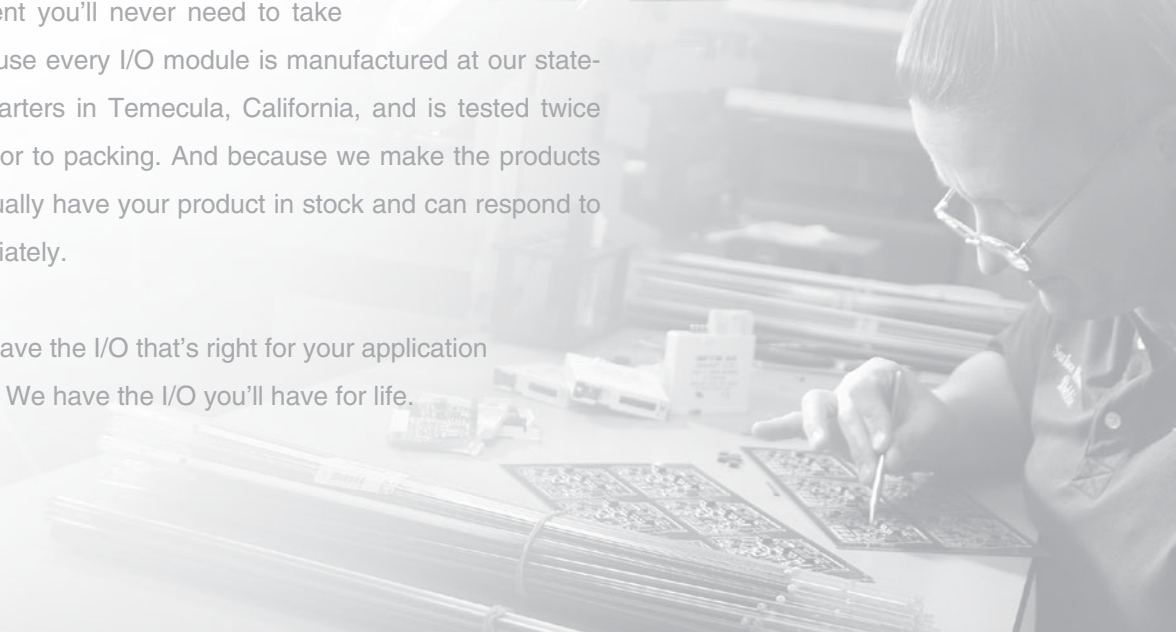 ent you’ll never need to take
use every I/O module is manufactured at our state-
arters in Temecula, California, and is tested twice
or to packing. And because we make the products
ually have your product in stock and can respond to
iately.
ave the I/O that’s right for your application
We have the I/O you’ll have for life.